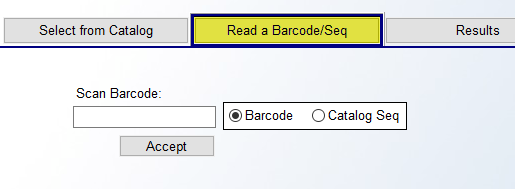 Select from Catalog Read a Barcode/Seq Results
Scan Barcode:
Barcode Catalog Seq
Accept